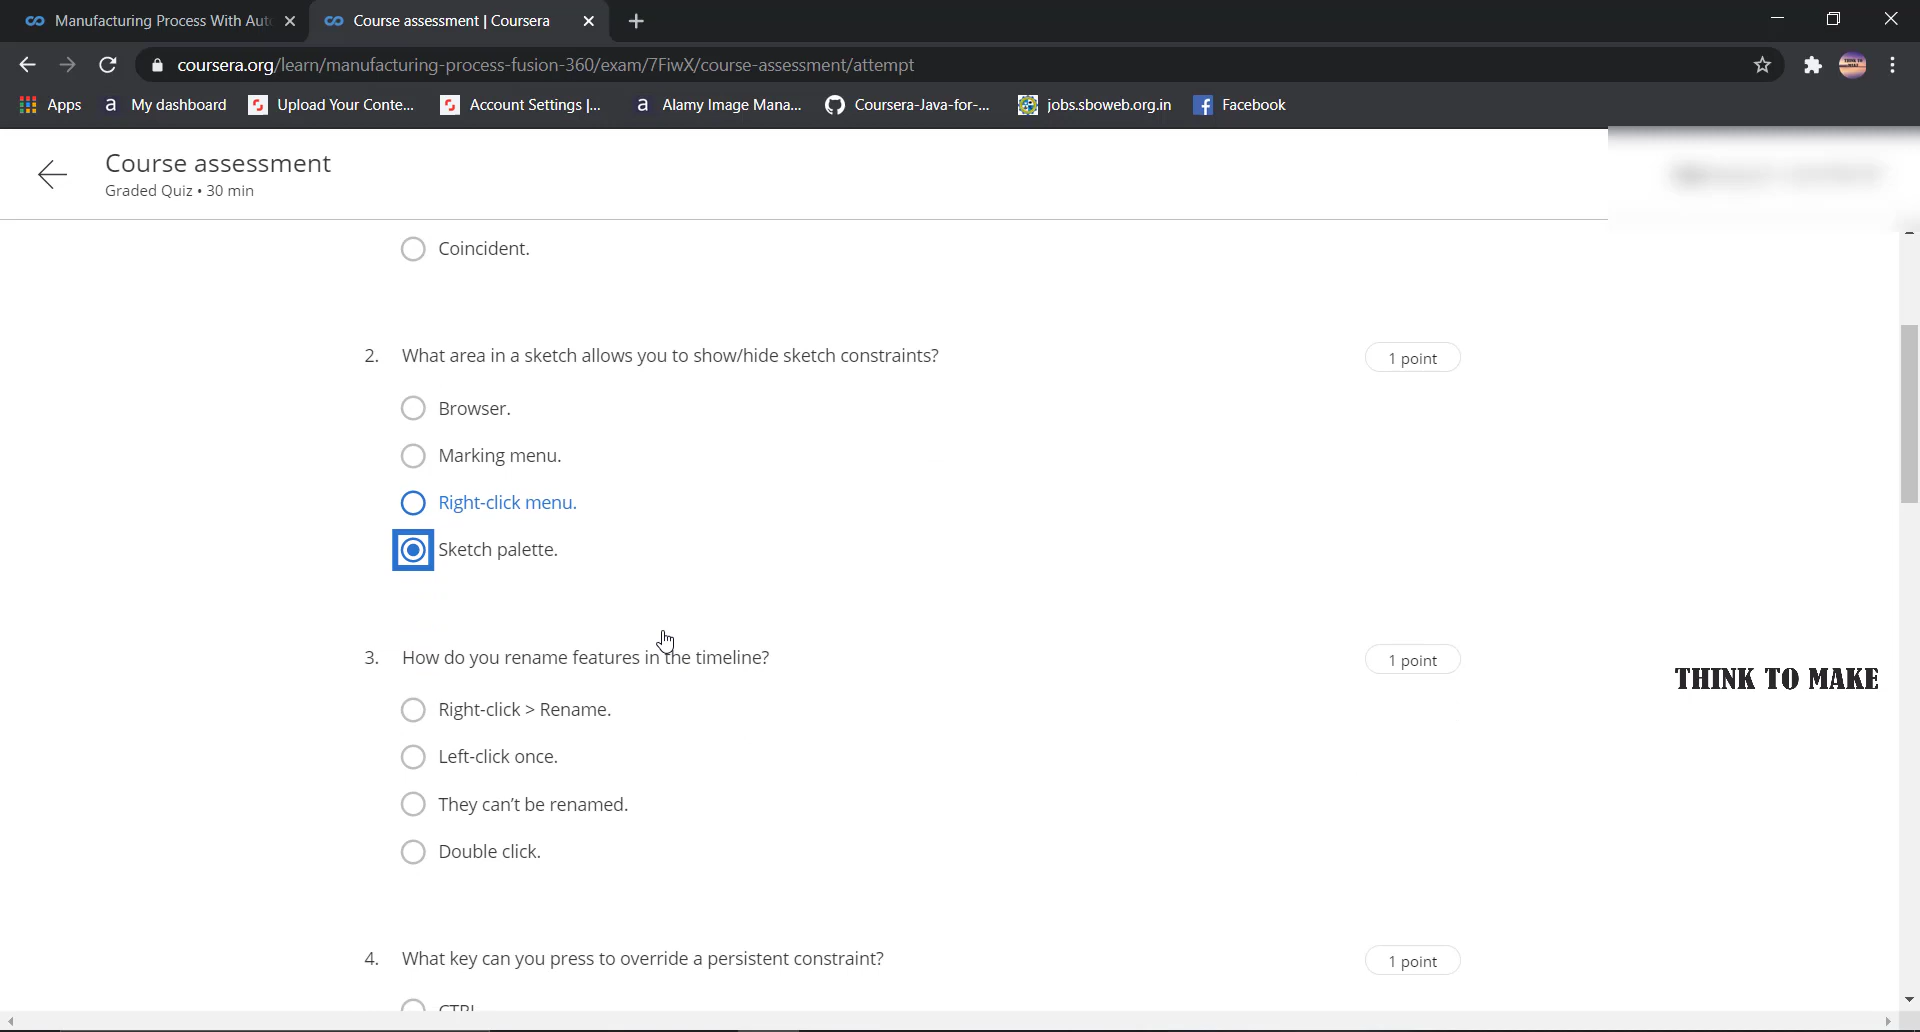 Manufacturing Process With Aut
Course assessment | Coursera
coursera.org/learn/manufacturing-process-fusion-360/exam/7FiwX/course-assessment/attempt
Apps
My dashboard
Upload Your Conte...
Account Settings |...
Alamy Image Mana...
Coursera-Java-for-...
jobs.sboweb.org.in
Facebook
Course assessment
Graded Quiz • 30 min
Coincident.
2. What area in a sketch allows you to show/hide sketch constraints?
1 point
Browser.
Marking menu.
Right-click menu.
Sketch palette.
3. How do you rename features in the timeline?
1 point
THINK TO MAKE
Right-click > Rename.
Left-click once.
They can't be renamed.
Double click.
4. What key can you press to override a persistent constraint?
1 point